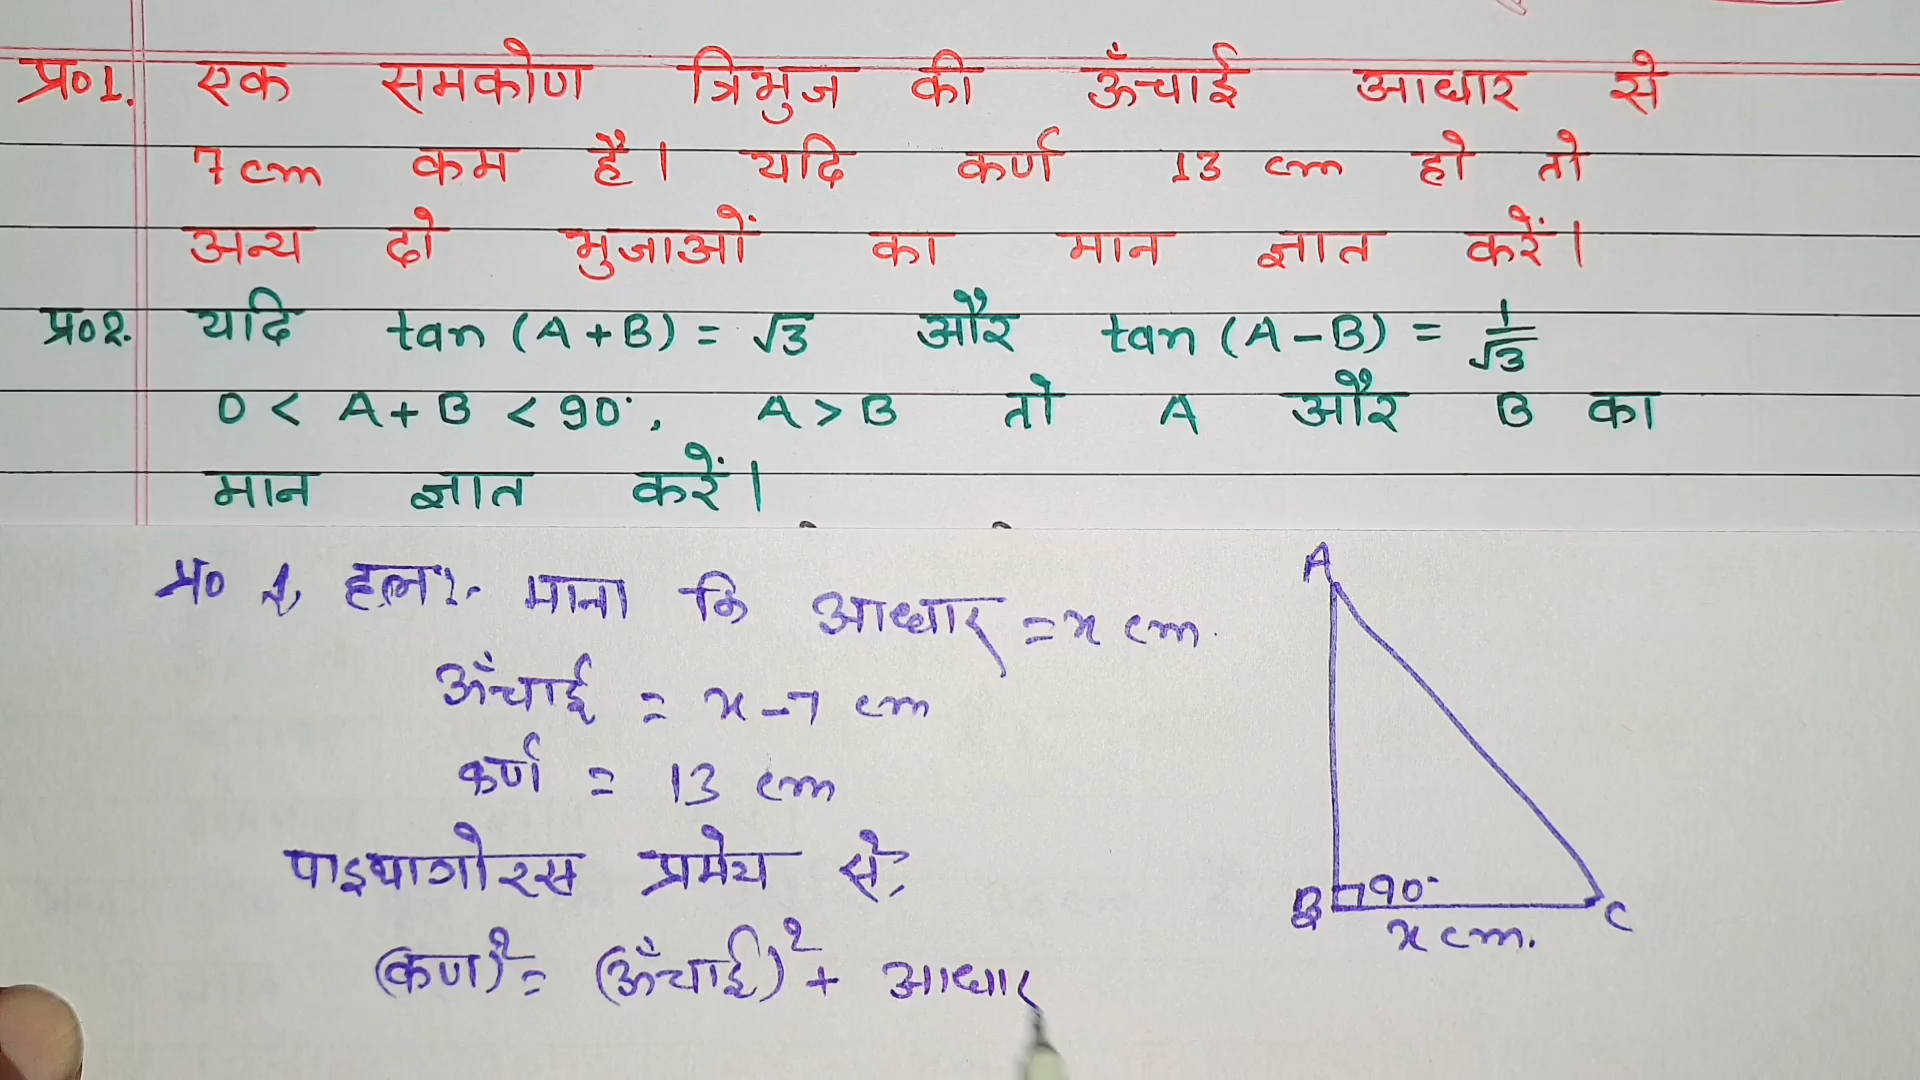 प्र०1. एक समकोण त्रिभुज की ऊँचाई आधार से
7 cm कम है। यदि कर्ण 13 cm हो तो
अन्य दो भुजाओं का मान ज्ञात करें।
प्र०2. यदि tan (A + B) = √3 और tan (A − B) = 1/√3
0 < A + B < 90°, A > B तो A और B का
मान ज्ञात करें।
प्र० 1, हल:- माना कि आधार = x cm.
ऊँचाई = x − 7 cm
कर्ण = 13 cm
पाइथागोरस प्रमेय से,
(कर्ण)² = (ऊँचाई)² + आधार
A
B
90°
C
x cm.